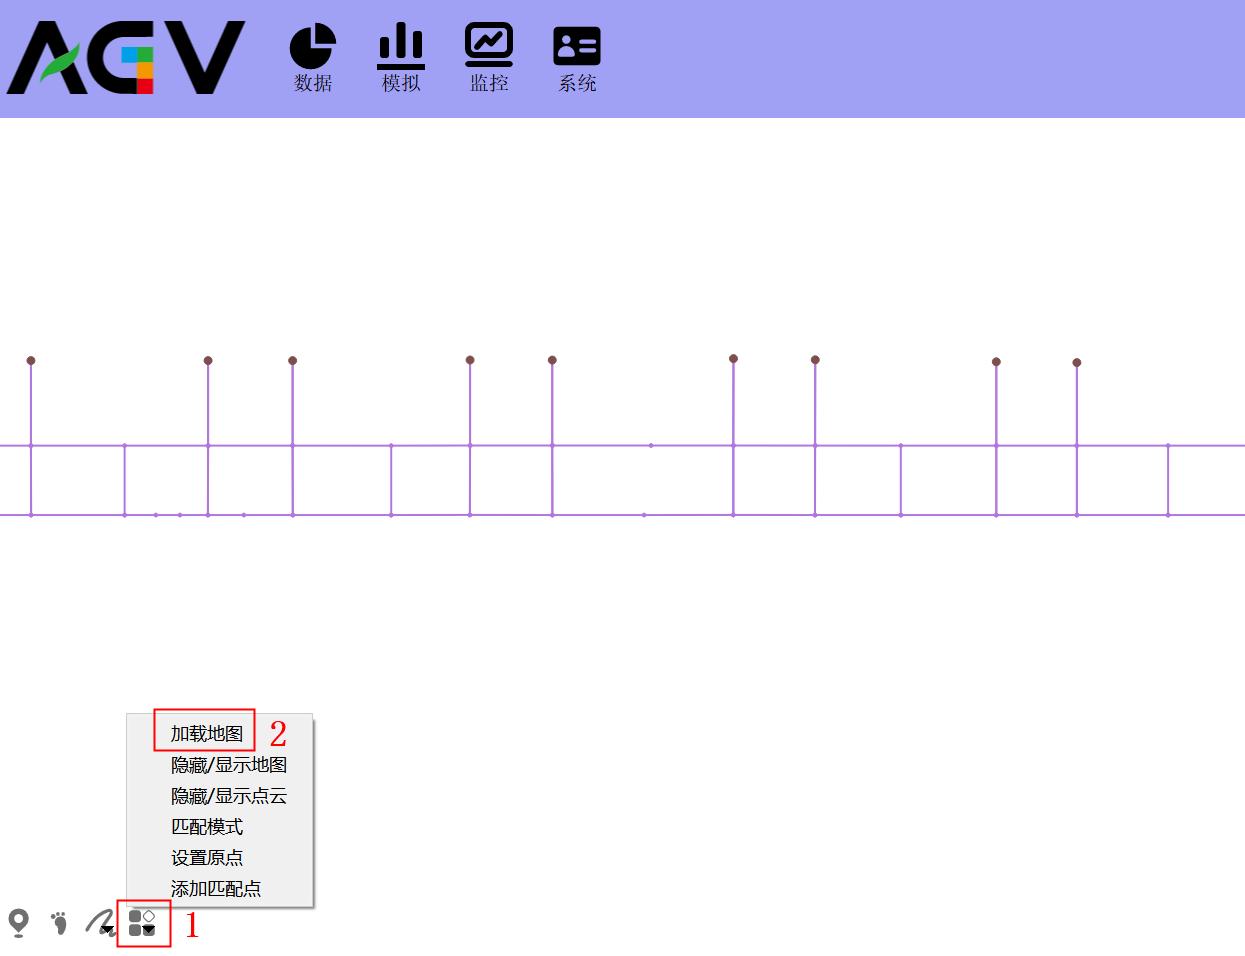 AGV
数据 模拟 监控 系统
加载地图 2
隐藏/显示地图
隐藏/显示点云
匹配模式
设置原点
添加匹配点
1